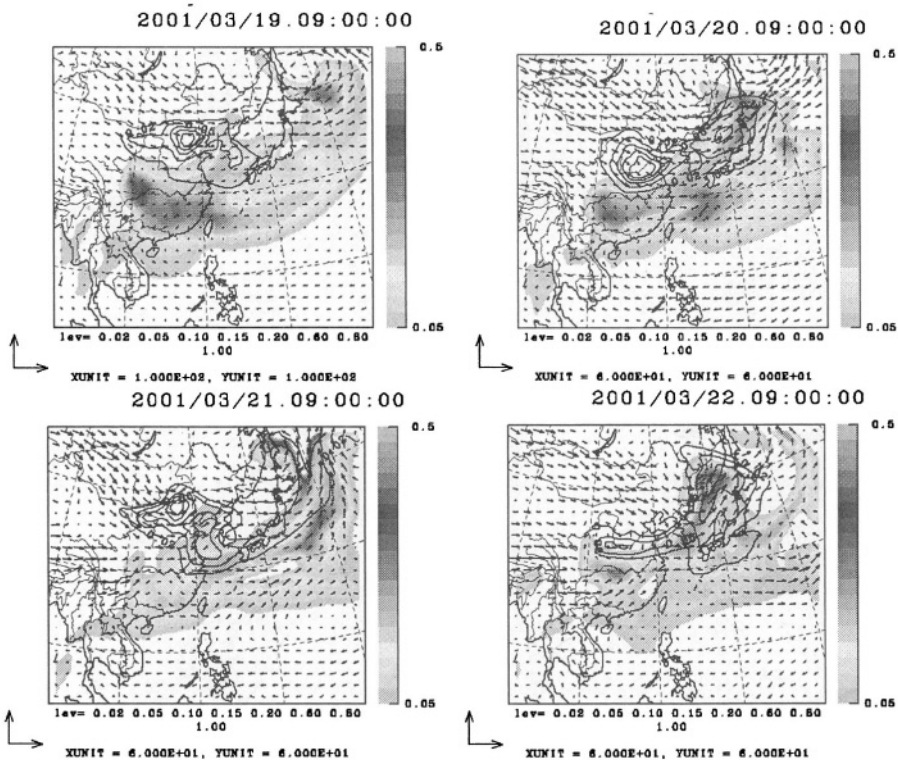 2001/03/19.09:00:00
0.5
0.05
lev= 0.02 0.05 0.10 0.15 0.20 0.60 0.80
1.00
XUNIT = 1.000E+02, YUNIT = 1.000E+02
2001/03/20.09:00:00
0.5
0.05
lev= 0.02 0.05 0.10 0.15 0.20 0.60 0.80
1.00
XUNIT = 6.000E+01, YUNIT = 6.000E+01
2001/03/21.09:00:00
0.5
0.05
lev= 0.02 0.05 0.10 0.15 0.20 0.60 0.80
1.00
XUNIT = 6.000E+01, YUNIT = 6.000E+01
2001/03/22.09:00:00
0.5
0.05
lev= 0.02 0.05 0.10 0.15 0.20 0.60 0.80
1.00
XUNIT = 6.000E+01, YUNIT = 6.000E+01